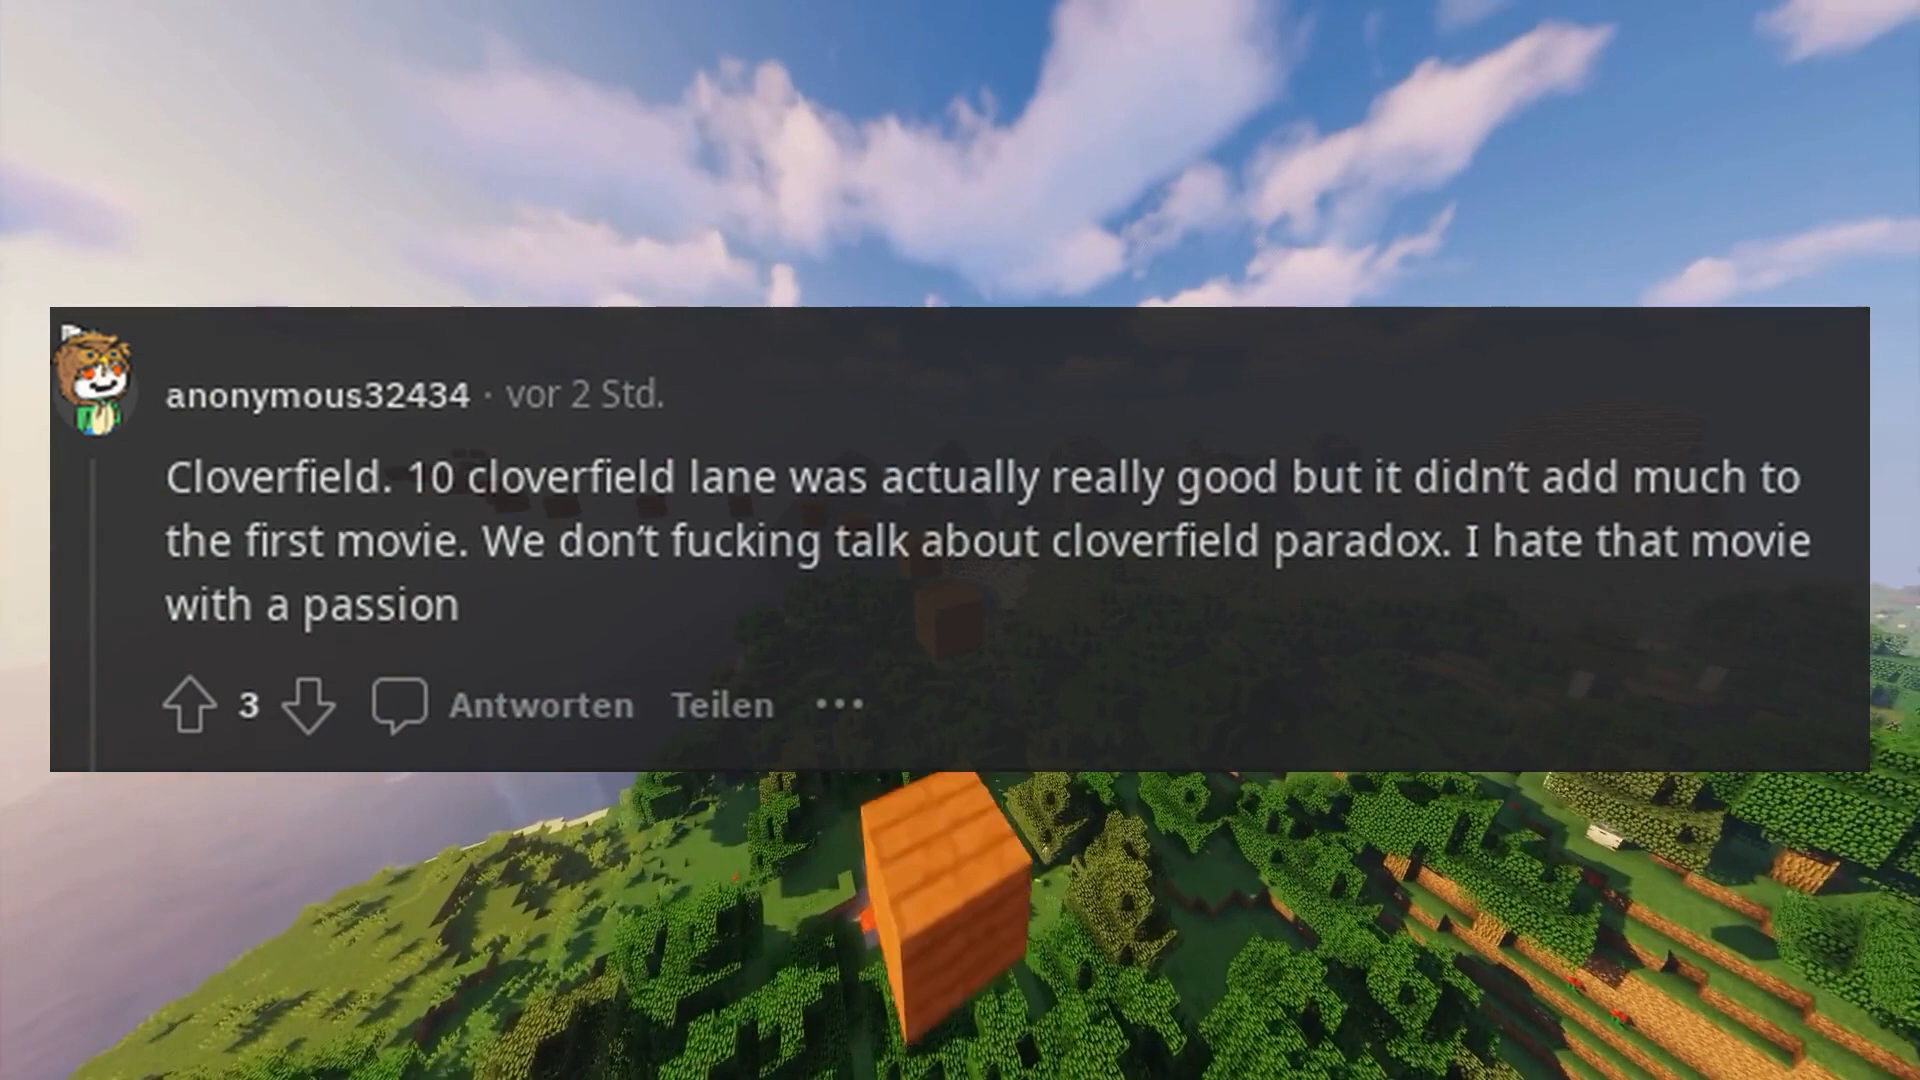 anonymous32434 · vor 2 Std.
Cloverfield. 10 cloverfield lane was actually really good but it didn’t add much to
the first movie. We don’t fucking talk about cloverfield paradox. I hate that movie
with a passion
3 Antworten Teilen •••